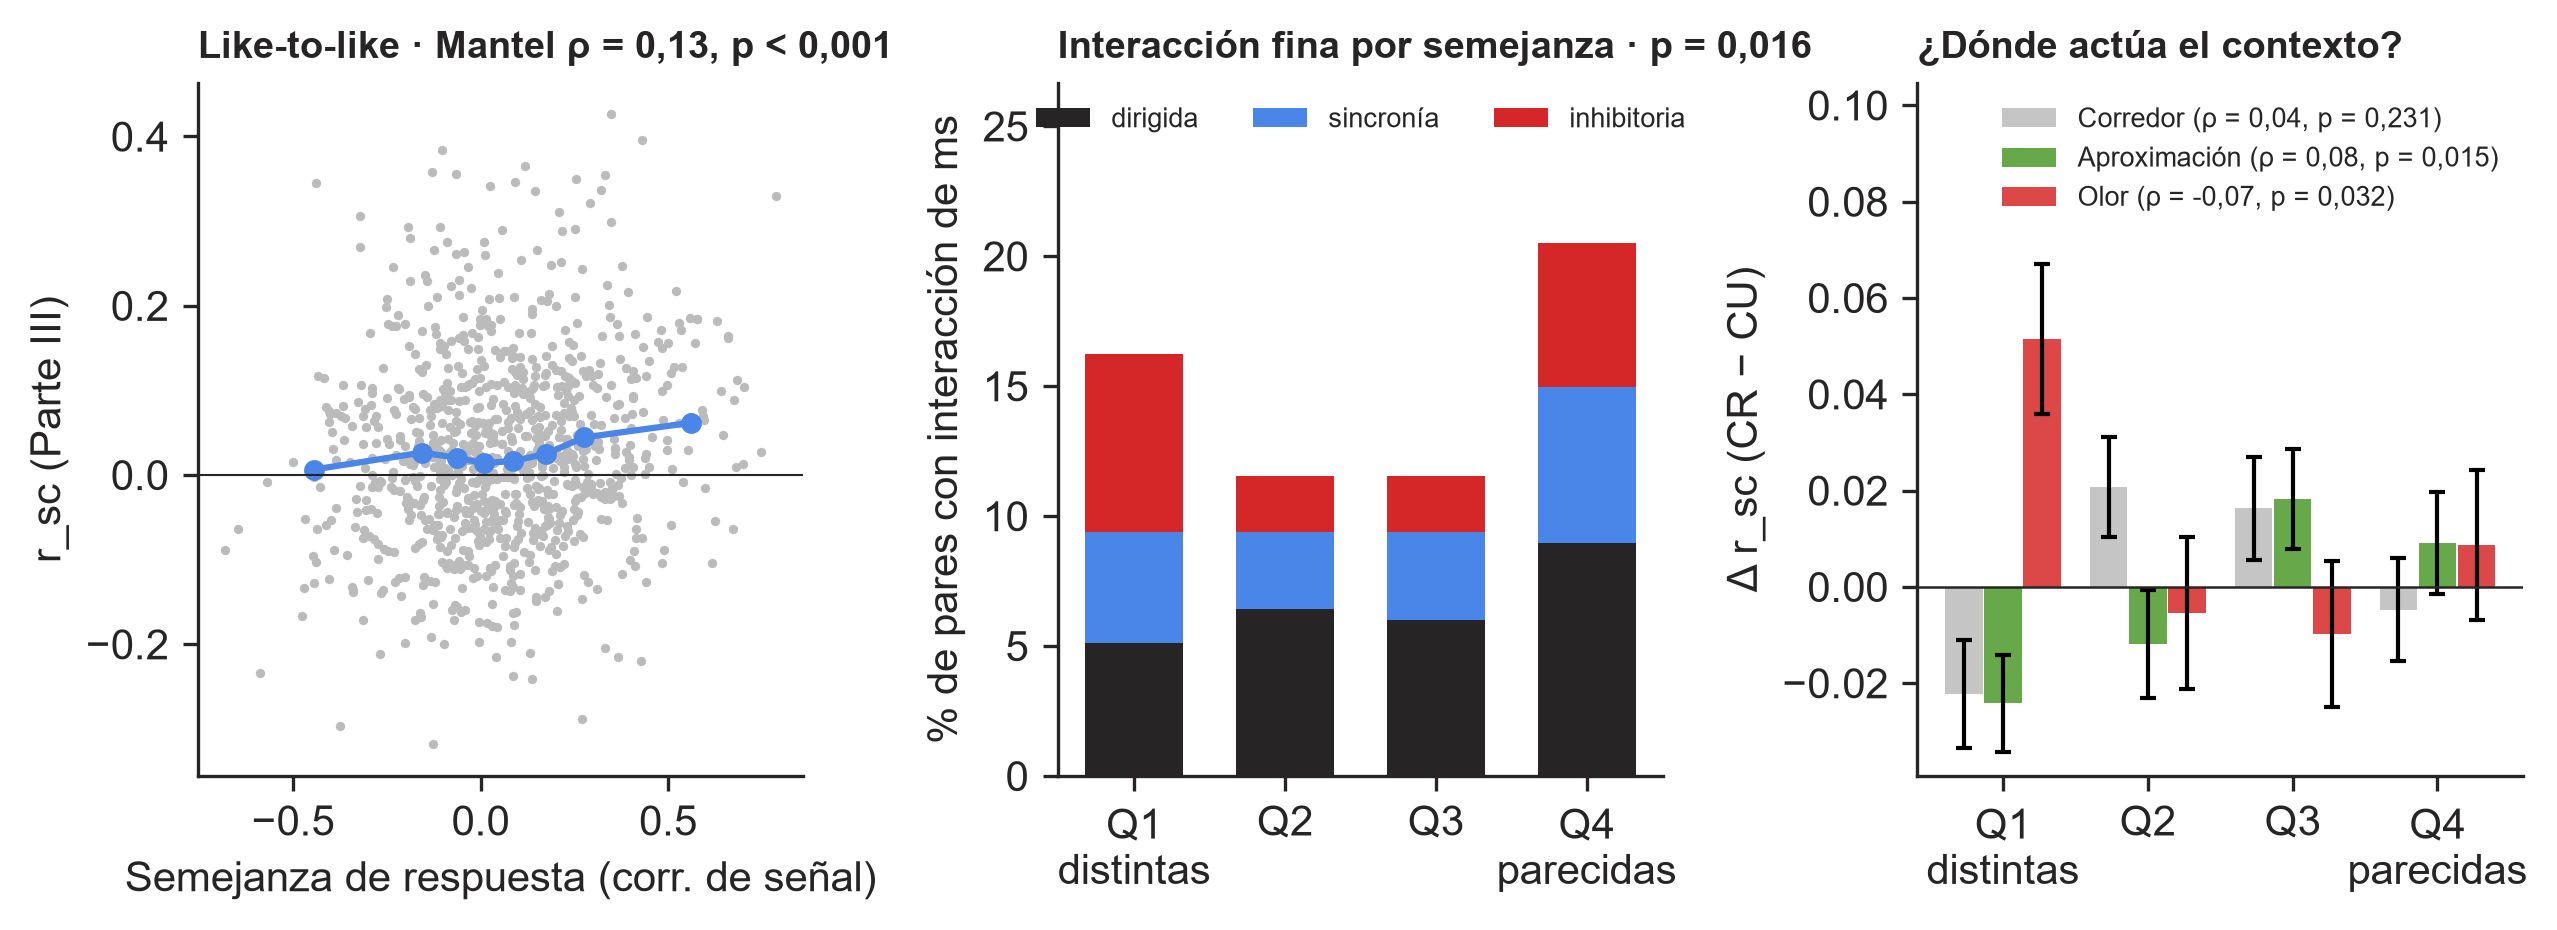 Like-to-like · Mantel ρ = 0,13, p < 0,001
r_sc (Parte III)
0.4
0.2
0.0
−0.2
−0.5
0.0
0.5
Semejanza de respuesta (corr. de señal)
Interacción fina por semejanza · p = 0,016
% de pares con interacción de ms
dirigida
sincronía
inhibitoria
25
20
15
10
5
0
Q1
distintas
Q2
Q3
Q4
parecidas
¿Dónde actúa el contexto?
Δ r_sc (CR − CU)
Corredor (ρ = 0,04, p = 0,231)
Aproximación (ρ = 0,08, p = 0,015)
Olor (ρ = -0,07, p = 0,032)
0.10
0.08
0.06
0.04
0.02
0.00
−0.02
Q1
distintas
Q2
Q3
Q4
parecidas